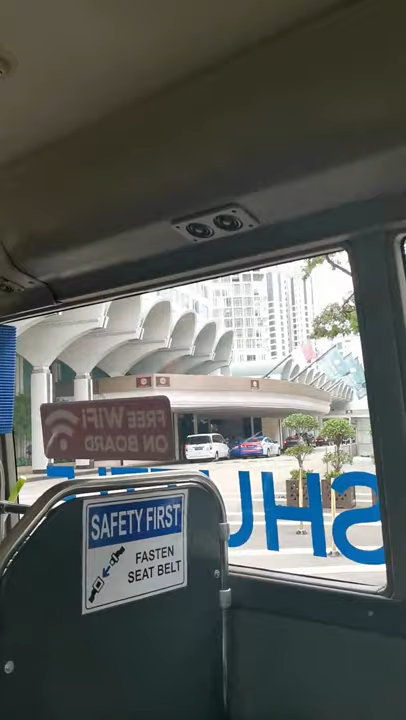 FREE WiFi
ON BOARD
SHU
SAFETY FIRST
FASTEN
SEAT BELT